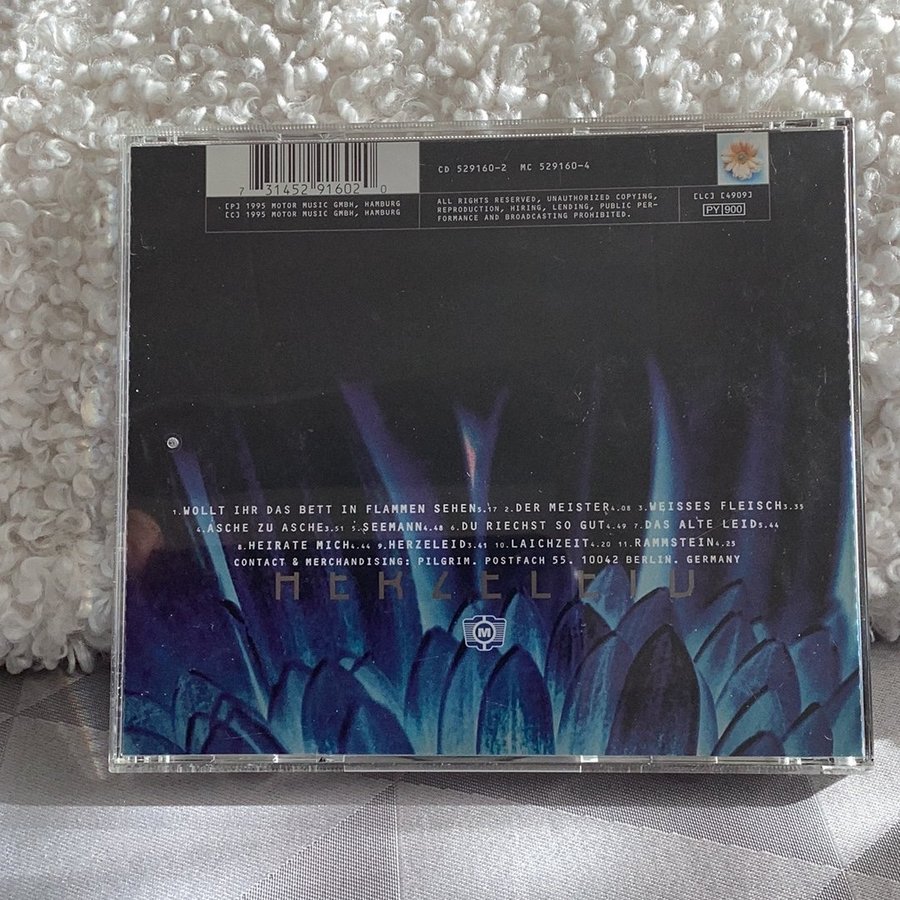 7 31452 91602 0
CD 529160-2 MC 529160-4
[P] 1995 MOTOR MUSIC GMBH, HAMBURG
[C] 1995 MOTOR MUSIC GMBH, HAMBURG
ALL RIGHTS RESERVED, UNAUTHORIZED COPYING,
REPRODUCTION, HIRING, LENDING, PUBLIC PER-
FORMANCE AND BROADCASTING PROHIBITED.
[LC] [4909]
PY 900
1.WOLLT IHR DAS BETT IN FLAMMEN SEHEN5.17 2.DER MEISTER4.08 3.WEISSES FLEISCH3.35
4.ASCHE ZU ASCHE3.51 5.SEEMANN4.48 6.DU RIECHST SO GUT4.49 7.DAS ALTE LEID5.44
8.HEIRATE MICH4.44 9.HERZELEID3.41 10.LAICHZEIT4.20 11.RAMMSTEIN4.25
CONTACT & MERCHANDISING: PILGRIM. POSTFACH 55. 10042 BERLIN. GERMANY
HERZELEID
M